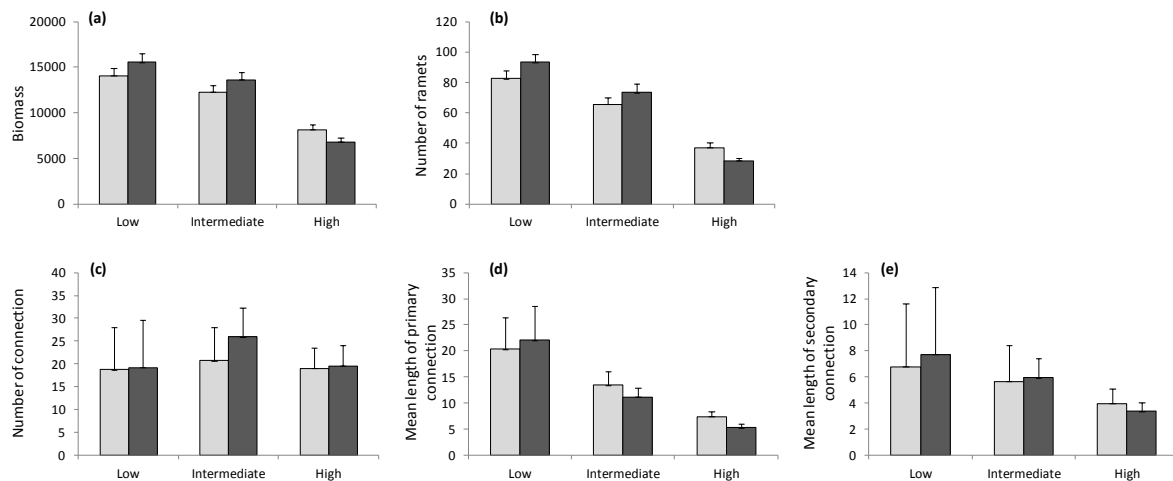 (a)
Biomass
20000
15000
10000
5000
0
Low Intermediate High
(b)
Number of ramets
120
100
80
60
40
20
0
Low Intermediate High
(c)
Number of connection
40
35
30
25
20
15
10
5
0
Low Intermediate High
(d)
Mean length of primary
connection
35
30
25
20
15
10
5
0
Low Intermediate High
(e)
Mean length of secondary
connection
14
12
10
8
6
4
2
0
Low Intermediate High